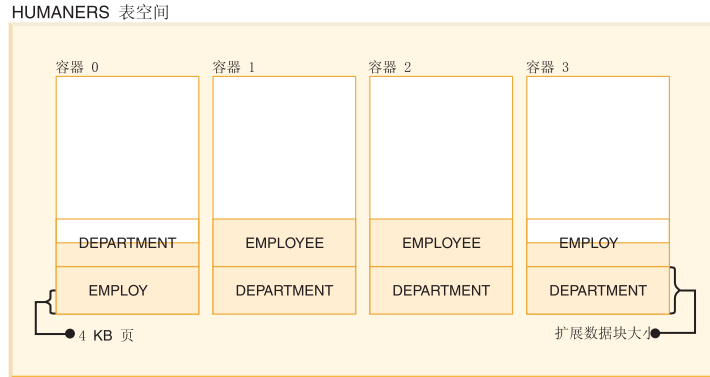 HUMANERS 表空间
容器 0 容器 1 容器 2 容器 3
DEPARTMENT EMPLOYEE EMPLOYEE EMPLOY
EMPLOY DEPARTMENT DEPARTMENT DEPARTMENT
4 KB 页 扩展数据块大小